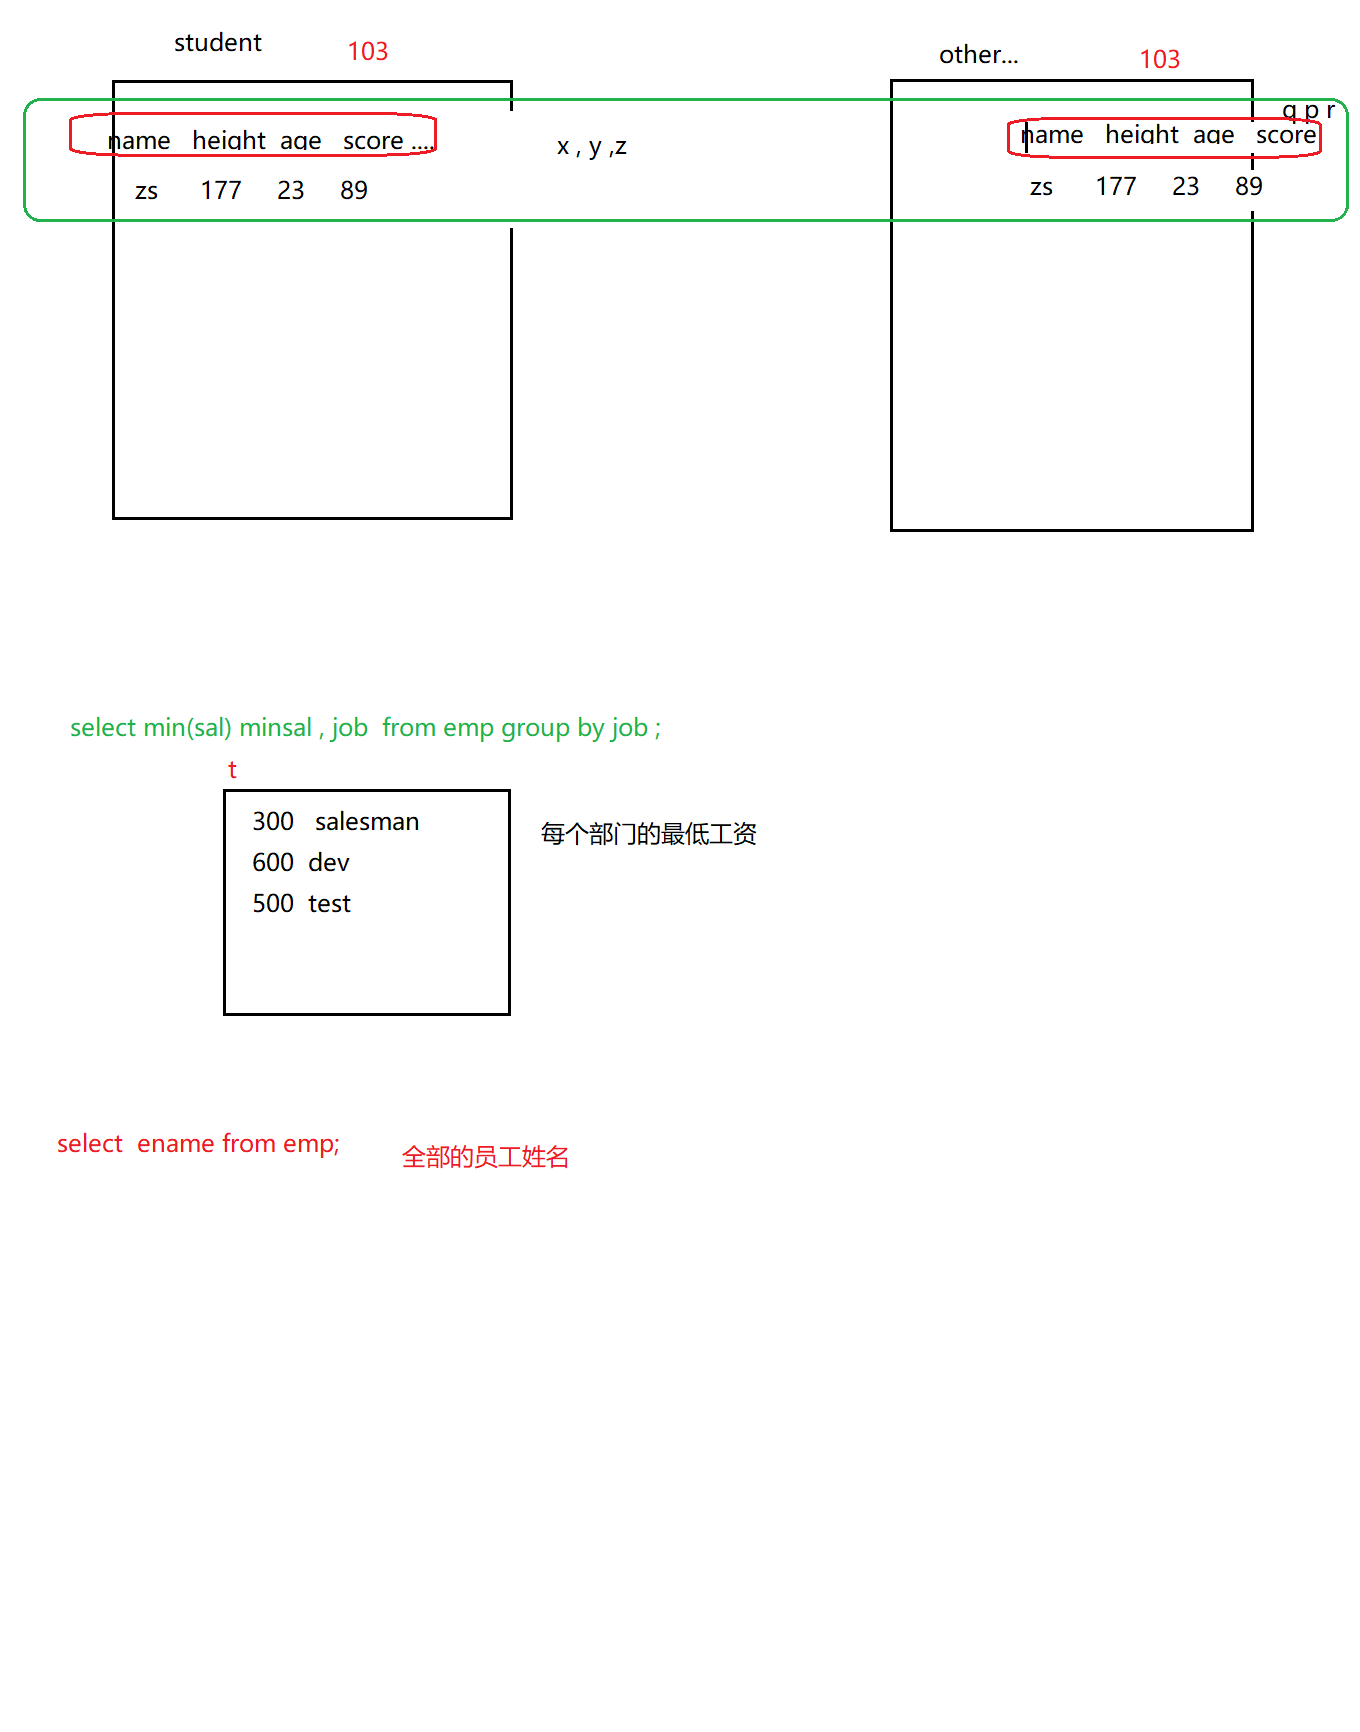 student 103
other... 103
q p r
name height age score ....
x , y ,z
name height age score
zs 177 23 89
zs 177 23 89
select min(sal) minsal , job from emp group by job ;
t
300 salesman
每个部门的最低工资
600 dev
500 test
select ename from emp;
全部的员工姓名